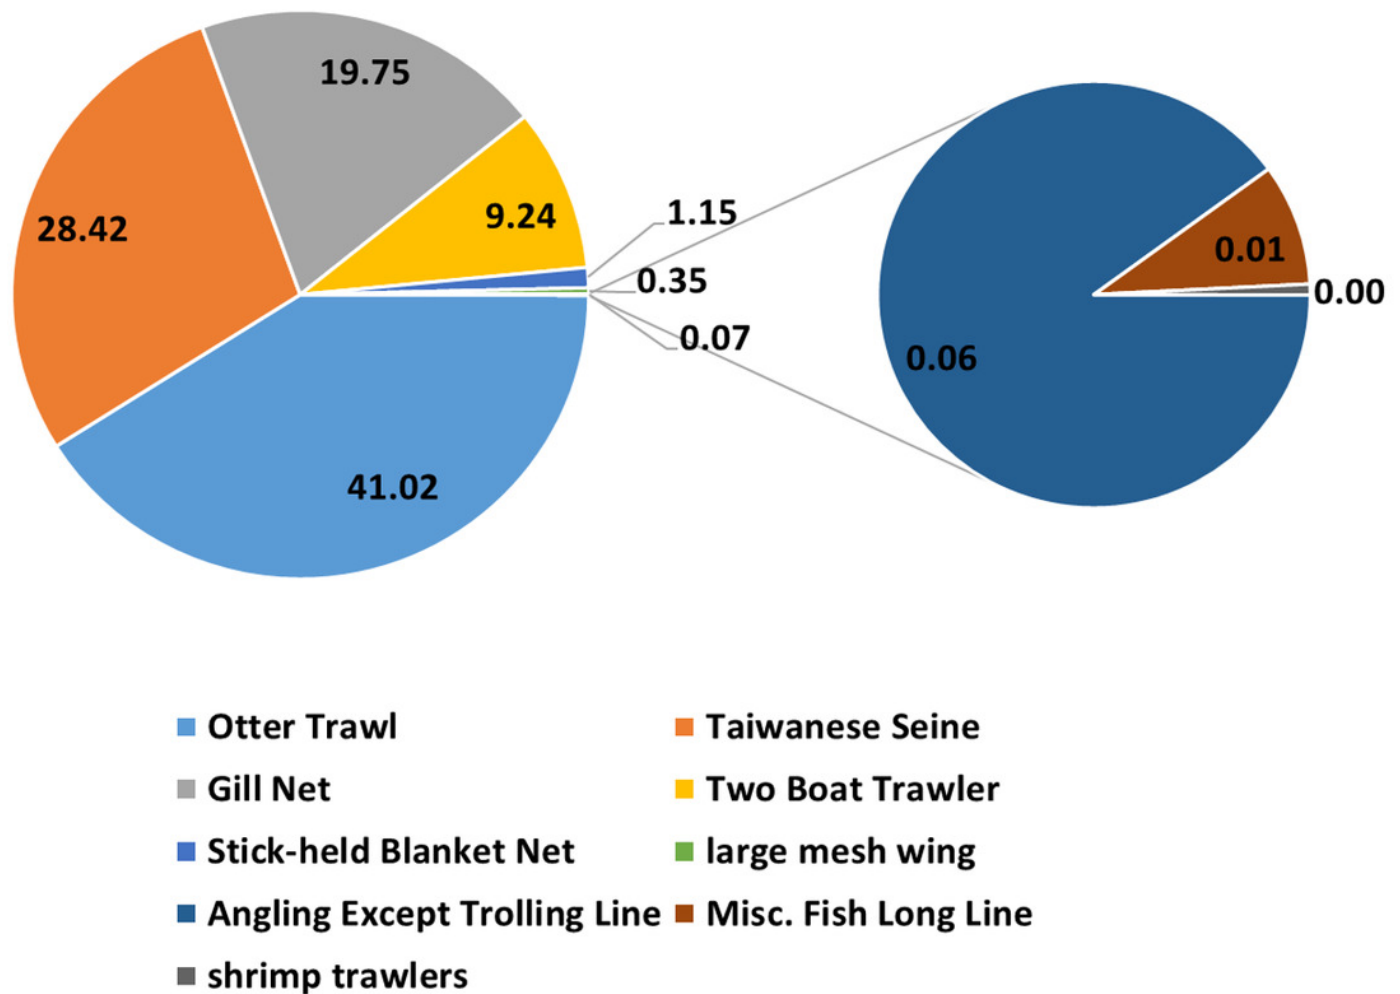 19.75
28.42
9.24
1.15
0.35
0.07
41.02
0.01
0.00
0.06
Otter Trawl
Taiwanese Seine
Gill Net
Two Boat Trawler
Stick-held Blanket Net
large mesh wing
Angling Except Trolling Line
Misc. Fish Long Line
shrimp trawlers